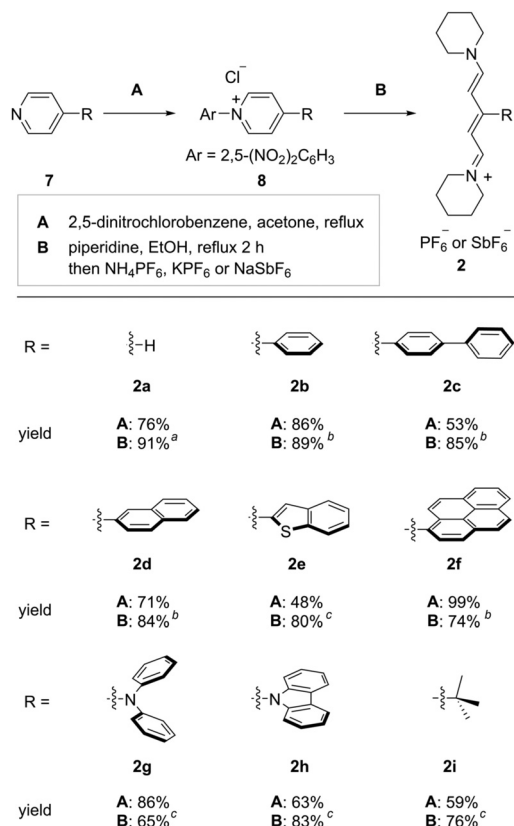 N
N
R
A
Cl⁻
Ar-N
+
R
B
R
Ar = 2,5-(NO₂)₂C₆H₃
7
8
N
+
A 2,5-dinitrochlorobenzene, acetone, reflux
B piperidine, EtOH, reflux 2 h
then NH₄PF₆, KPF₆ or NaSbF₆
PF₆⁻ or SbF₆⁻
2
R =
H
2a
2b
2c
yield
A: 76%
B: 91%ᵃ
A: 86%
B: 89%ᵇ
A: 53%
B: 85%ᵇ
R =
S
2d
2e
2f
yield
A: 71%
B: 84%ᵇ
A: 48%
B: 80%ᶜ
A: 99%
B: 74%ᵇ
R =
N
N
2g
2h
2i
yield
A: 86%
B: 65%ᶜ
A: 63%
B: 83%ᶜ
A: 59%
B: 76%ᶜ